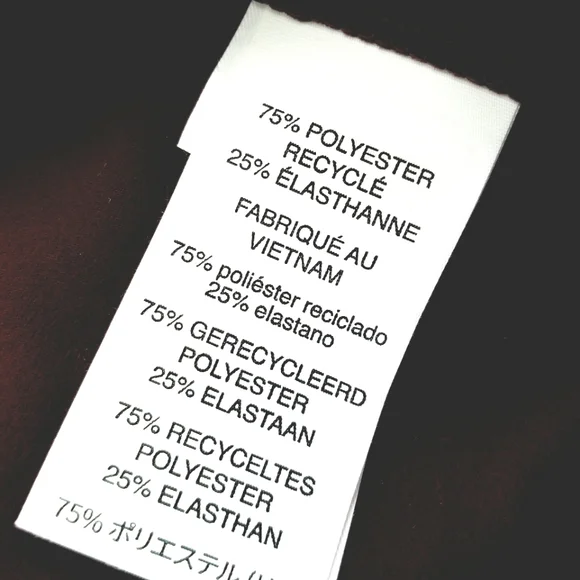 75% POLYESTER
RECYCLÉ
25% ÉLASTHANNE
FABRIQUÉ AU
VIETNAM
75% poliéster reciclado
25% elastano
75% GERECYCLEERD
POLYESTER
25% ELASTAAN
75% RECYCELTES
POLYESTER
25% ELASTHAN
75% ポリエステル